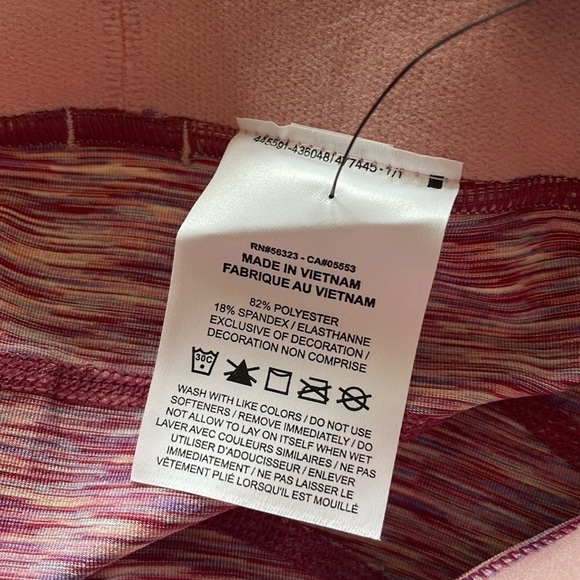 RN#56323 - CA#05553
MADE IN VIETNAM
FABRIQUE AU VIETNAM
82% POLYESTER
18% SPANDEX / ELASTHANNE
EXCLUSIVE OF DECORATION /
DECORATION NON COMPRISE
30C
WASH WITH LIKE COLORS / DO NOT USE
SOFTENERS / REMOVE IMMEDIATELY / DO
NOT ALLOW TO LAY ON ITSELF WHEN WET
LAVER AVEC COULEURS SIMILAIRES / NE PAS
UTILISER D'ADOUCISSEUR / ENLEVER
IMMEDIATEMENT / NE PAS LAISSER LE
VÊTEMENT PLIÉ LORSQU'IL EST MOUILLÉ